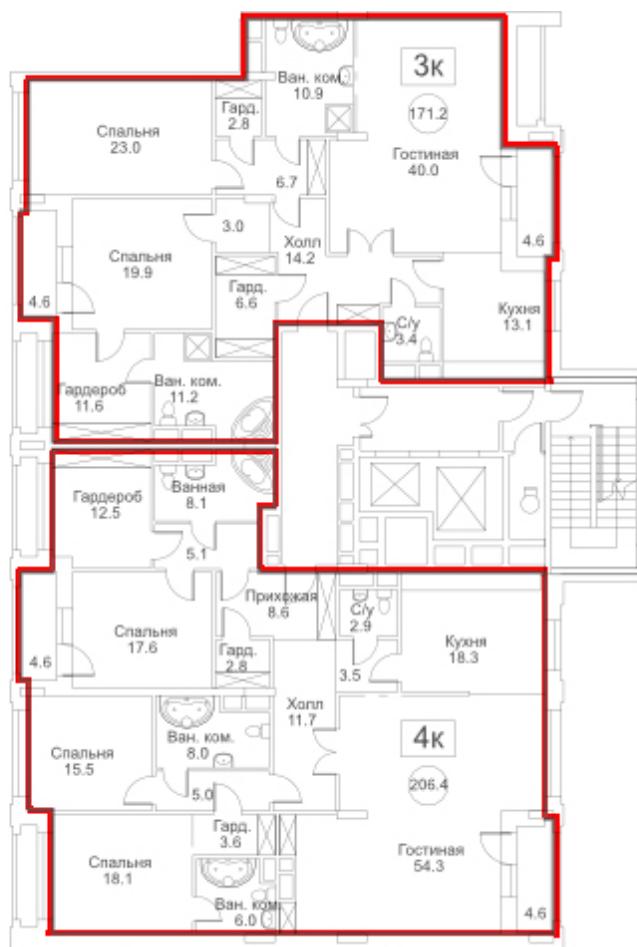 3к
171.2
Ван. ком.
10.9
Гард.
2.8
Спальня
23.0
Гостиная
40.0
6.7
3.0
Холл
14.2
4.6
Спальня
19.9
4.6
Гард.
6.6
Кухня
13.1
С/у
3.4
Гардероб
11.6
Ван. ком.
11.2
Гардероб
12.5
Ванная
8.1
5.1
Прихожая
8.6
С/у
2.9
Спальня
17.6
4.6
Гард.
2.8
Кухня
18.3
3.5
Холл
11.7
4к
206.4
Ван. ком.
8.0
Спальня
15.5
5.0
Гард.
3.6
Спальня
18.1
Гостиная
54.3
Ван. ком.
6.0
4.6